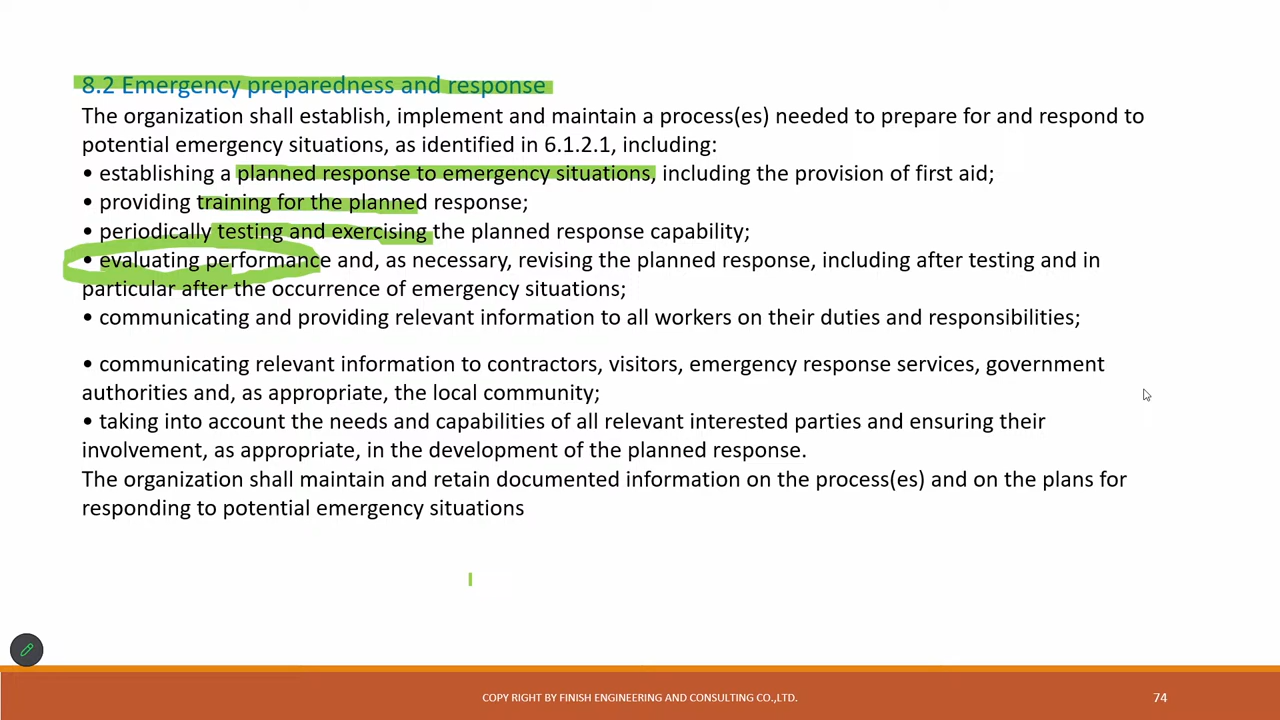 8.2 Emergency preparedness and response
The organization shall establish, implement and maintain a process(es) needed to prepare for and respond to
potential emergency situations, as identified in 6.1.2.1, including:
• establishing a planned response to emergency situations, including the provision of first aid;
• providing training for the planned response;
• periodically testing and exercising the planned response capability;
• evaluating performance and, as necessary, revising the planned response, including after testing and in
particular after the occurrence of emergency situations;
• communicating and providing relevant information to all workers on their duties and responsibilities;
• communicating relevant information to contractors, visitors, emergency response services, government
authorities and, as appropriate, the local community;
• taking into account the needs and capabilities of all relevant interested parties and ensuring their
involvement, as appropriate, in the development of the planned response.
The organization shall maintain and retain documented information on the process(es) and on the plans for
responding to potential emergency situations
COPY RIGHT BY FINISH ENGINEERING AND CONSULTING CO.,LTD.
74